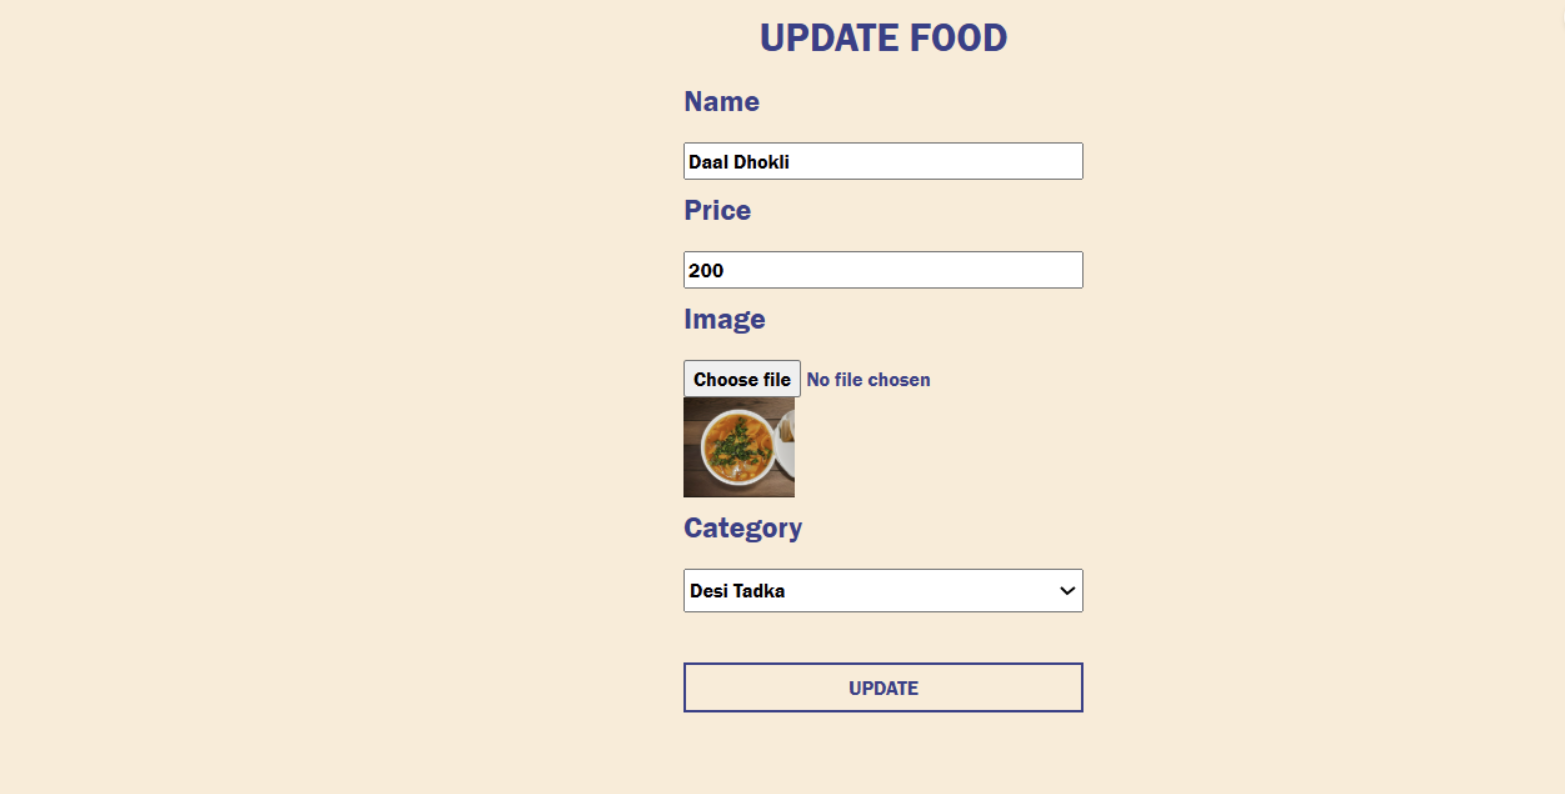 UPDATE FOOD
Name
Daal Dhokli
Price
200
Image
Choose file No file chosen
Category
Desi Tadka
UPDATE